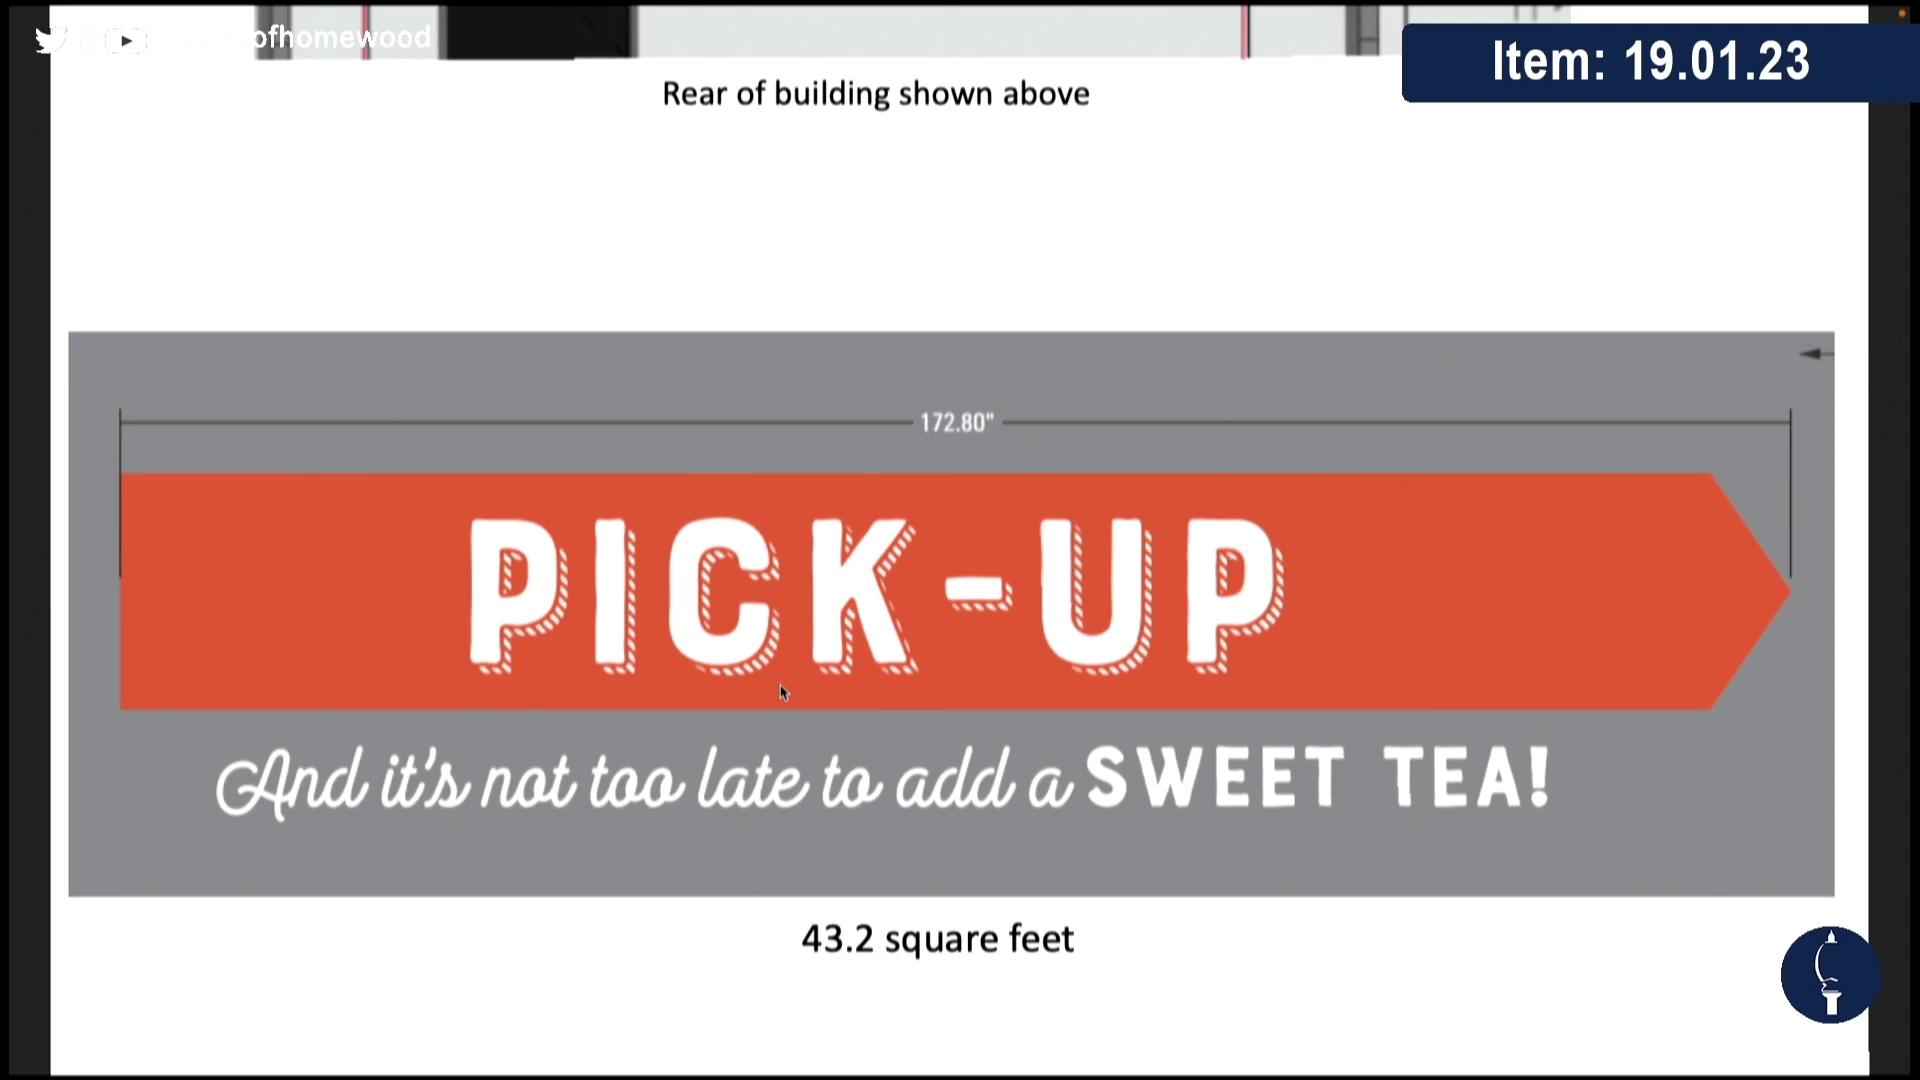 ofhomewood
Item: 19.01.23
Rear of building shown above
172.80"
PICK-UP
And it's not too late to add a SWEET TEA!
43.2 square feet